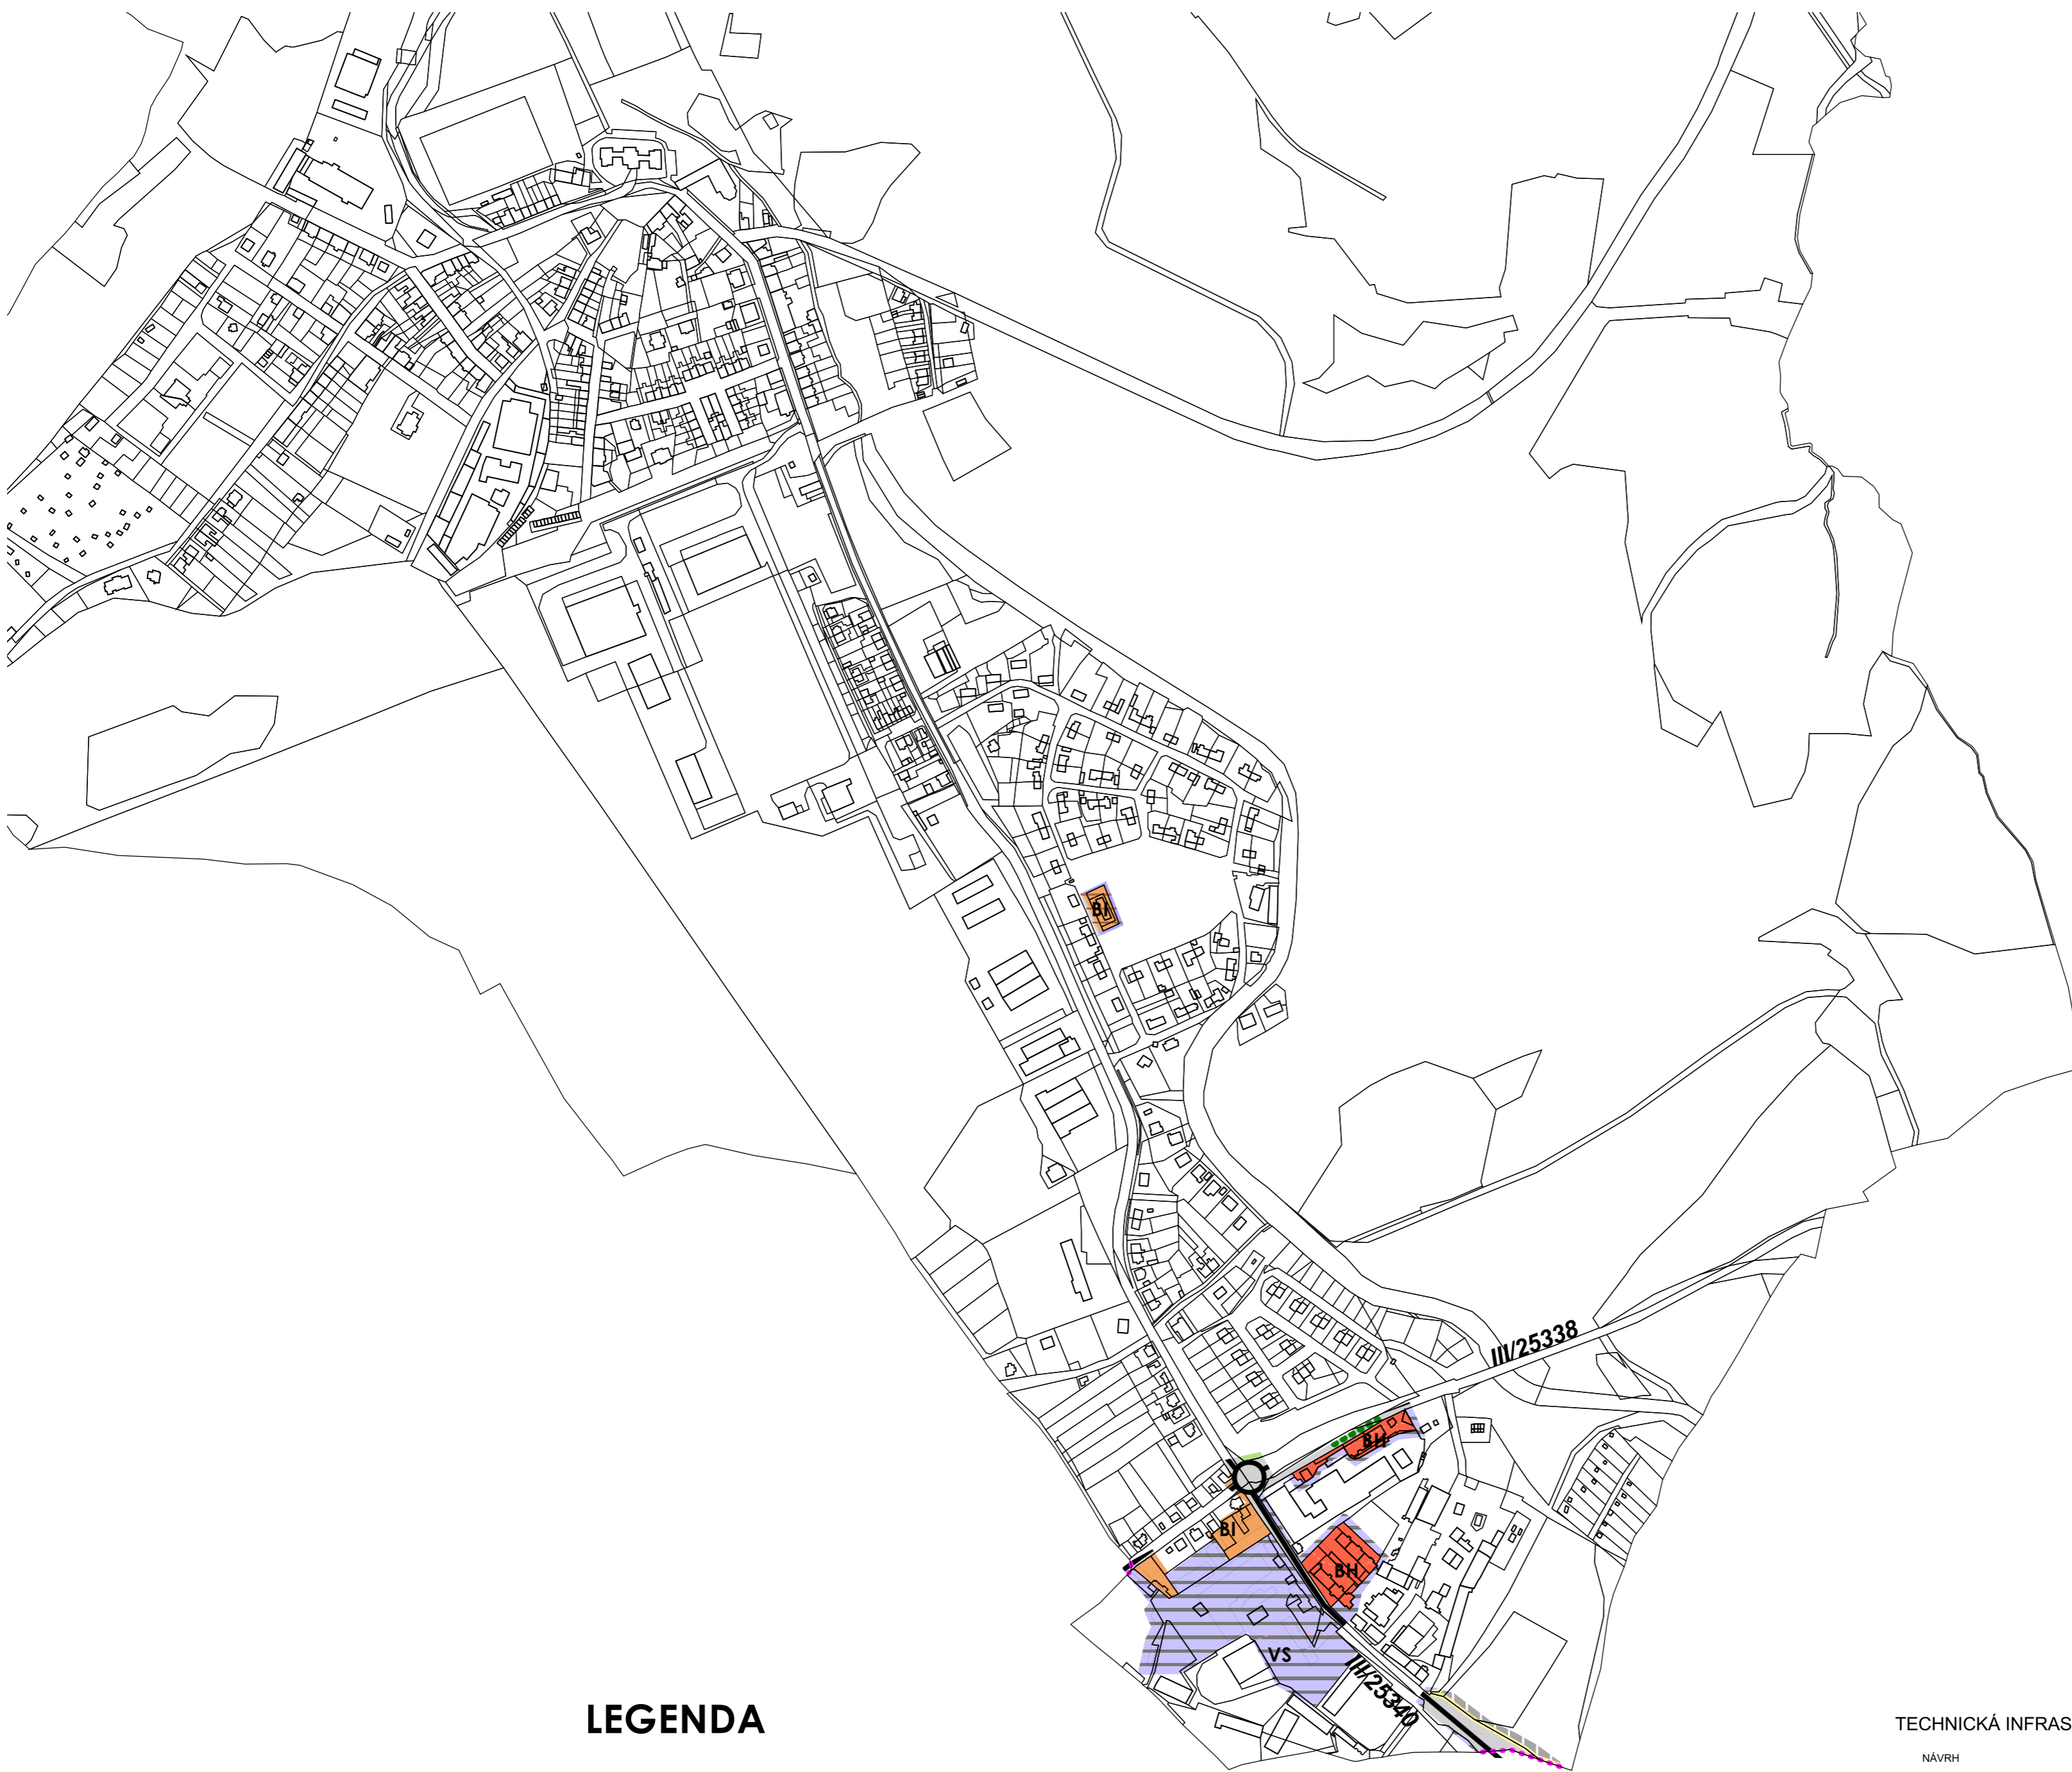 BI
III/25338
BH
BI
BH
VS
III/25340
LEGENDA
TECHNICKÁ INFRAS
NÁVRH